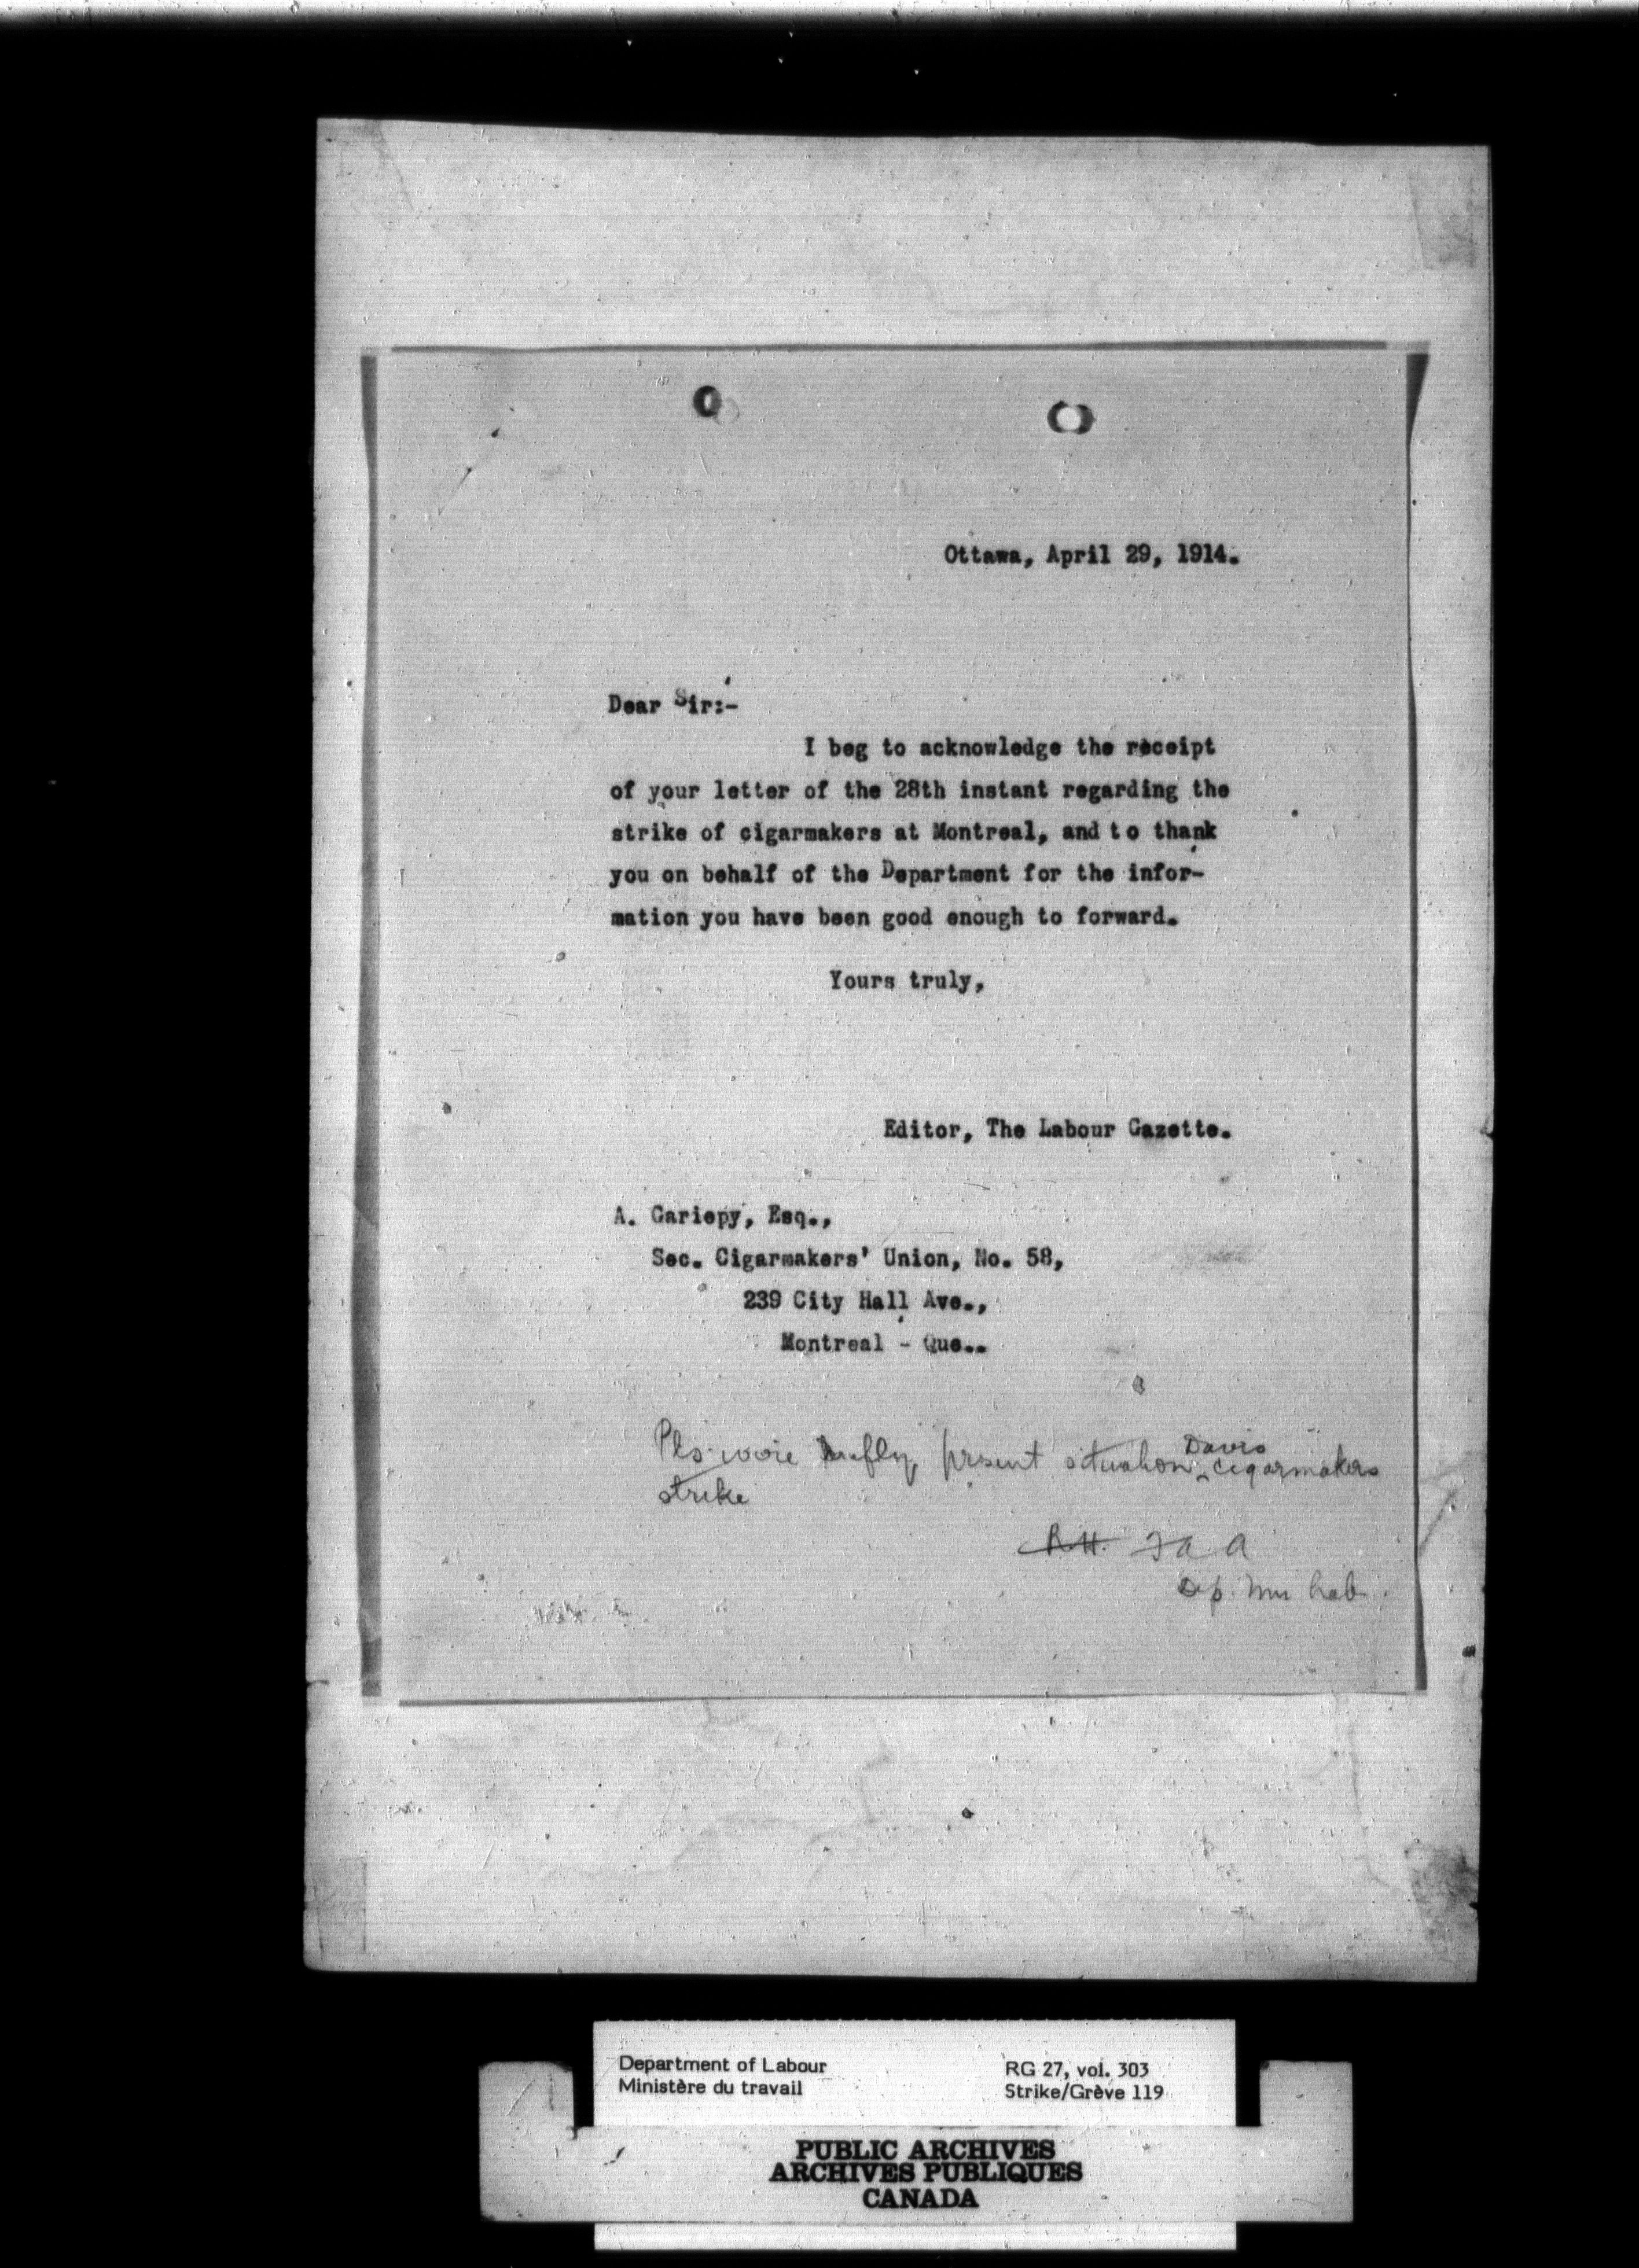 Ottawa, April 29, 1914.
Dear Sir:-
I beg to acknowledge the receipt
of your letter of the 28th instant regarding the
strike of cigarmakers at Montreal, and to thank
you on behalf of the Department for the infor-
mation you have been good enough to forward.
Yours truly,
Editor, The Labour Gazette.
A. Gariepy, Esq.,
Sec. Cigarmakers' Union, No. 58,
239 City Hall Ave.,
Montreal - Que..
Pls wire briefly present situation Davis cigarmakers
strike
F A A
Dep. Min Lab.
Department of Labour
Ministère du travail
RG 27, vol. 303
Strike/Grève 119
PUBLIC ARCHIVES
ARCHIVES PUBLIQUES
CANADA